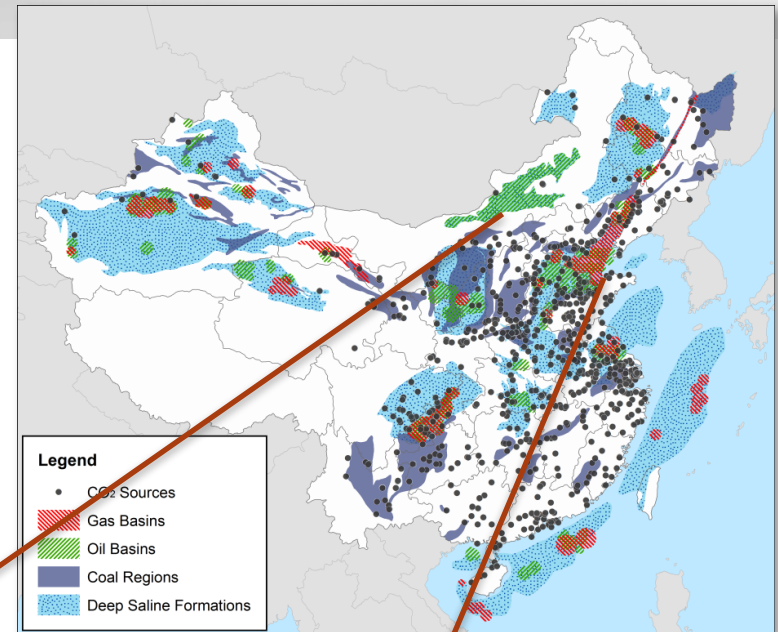 Legend
CO₂ Sources
Gas Basins
Oil Basins
Coal Regions
Deep Saline Formations